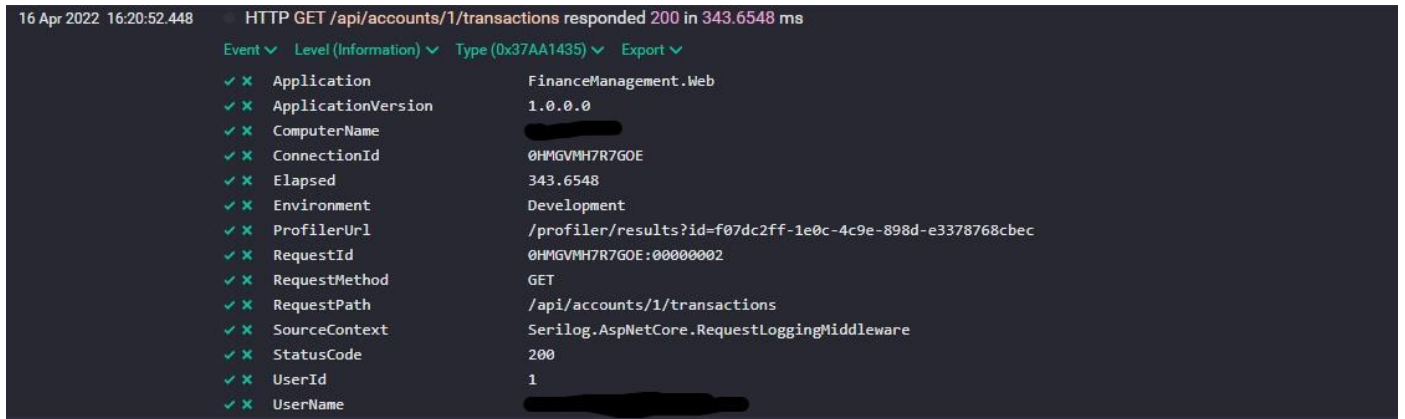 16 Apr 2022 16:20:52.448 HTTP GET /api/accounts/1/transactions responded 200 in 343.6548 ms
Event Level (Information) Type (0x37AA1435) Export
Application FinanceManagement.Web
ApplicationVersion 1.0.0.0
ComputerName
ConnectionId 0HMGVMH7R7GOE
Elapsed 343.6548
Environment Development
ProfilerUrl /profiler/results?id=f07dc2ff-1e0c-4c9e-898d-e3378768cbec
RequestId 0HMGVMH7R7GOE:00000002
RequestMethod GET
RequestPath /api/accounts/1/transactions
SourceContext Serilog.AspNetCore.RequestLoggingMiddleware
StatusCode 200
UserId 1
UserName